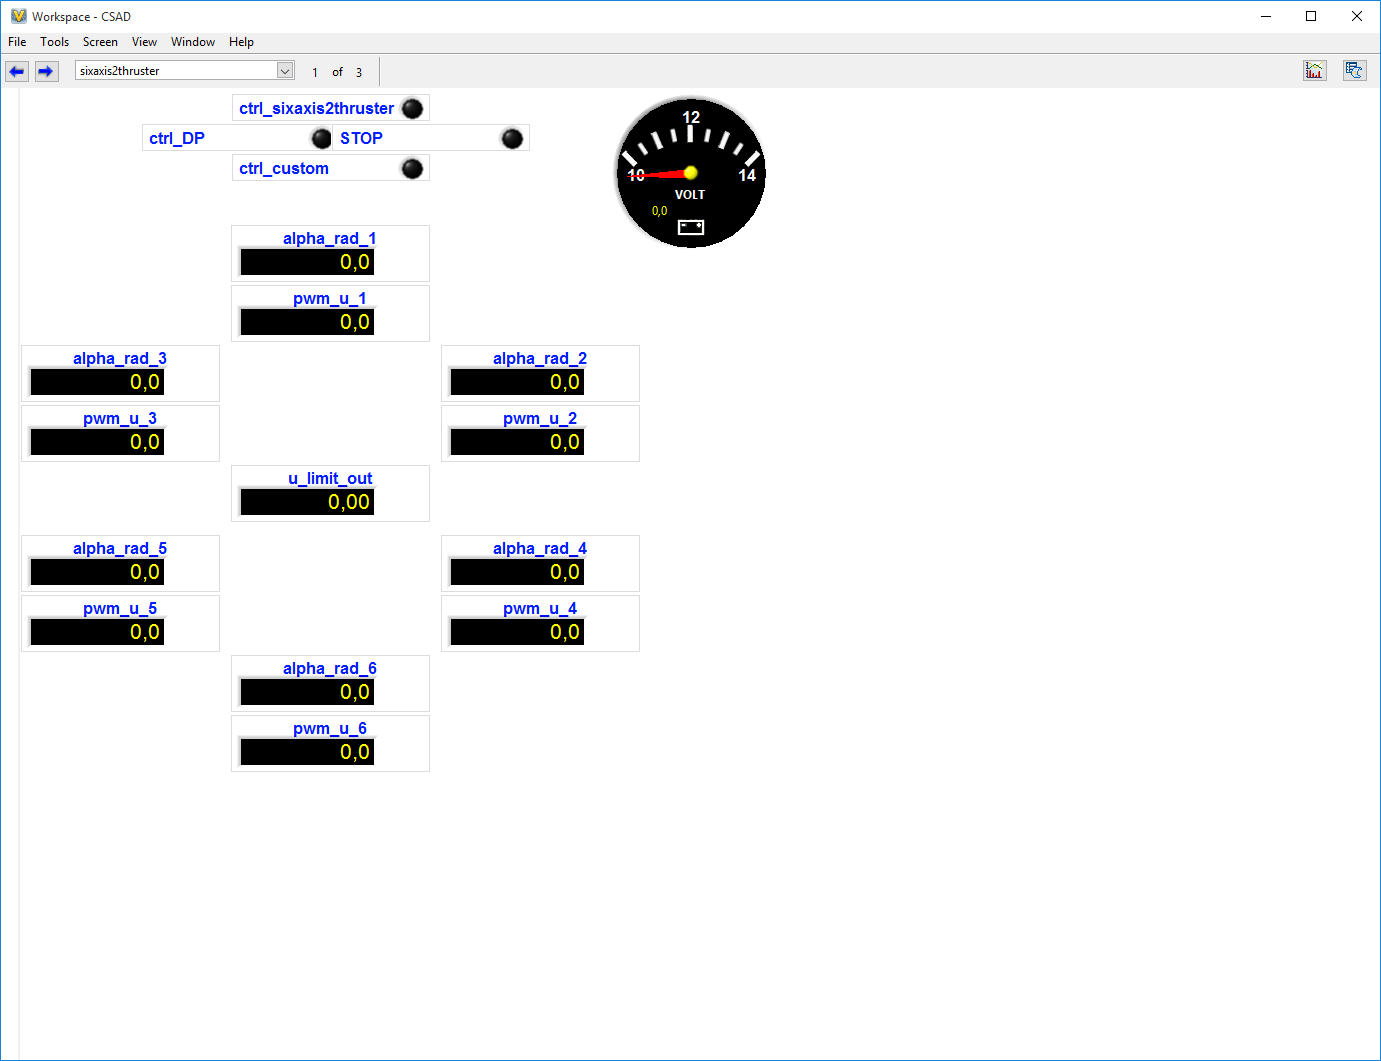 Workspace - CSAD
File Tools Screen View Window Help
sixaxis2thruster 1 of 3
ctrl_sixaxis2thruster
ctrl_DP STOP
ctrl_custom
12
10 14
VOLT
0,0
alpha_rad_1
0,0
pwm_u_1
0,0
alpha_rad_3 alpha_rad_2
0,0 0,0
pwm_u_3 pwm_u_2
0,0 0,0
u_limit_out
0,00
alpha_rad_5 alpha_rad_4
0,0 0,0
pwm_u_5 pwm_u_4
0,0 0,0
alpha_rad_6
0,0
pwm_u_6
0,0